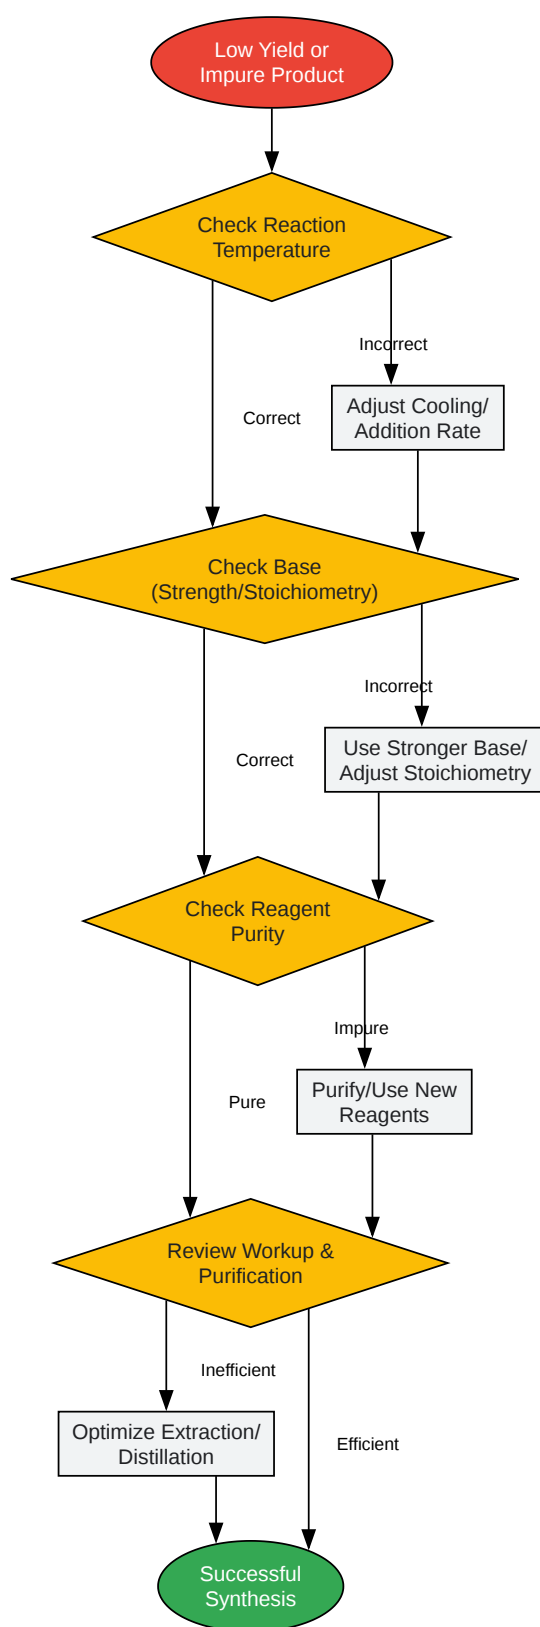 Low Yield or
Impure Product
Check Reaction
Temperature
Incorrect
Adjust Cooling/
Addition Rate
Correct
Check Base
(Strength/Stoichiometry)
Incorrect
Use Stronger Base/
Adjust Stoichiometry
Correct
Check Reagent
Purity
Impure
Purify/Use New
Reagents
Pure
Review Workup &
Purification
Inefficient
Optimize Extraction/
Distillation
Efficient
Successful
Synthesis